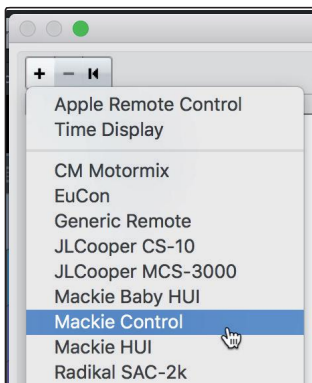 Apple Remote Control
Time Display
CM Motormix
EuCon
Generic Remote
JLCooper CS-10
JLCooper MCS-3000
Mackie Baby HUI
Mackie Control
Mackie HUI
Radikal SAC-2k